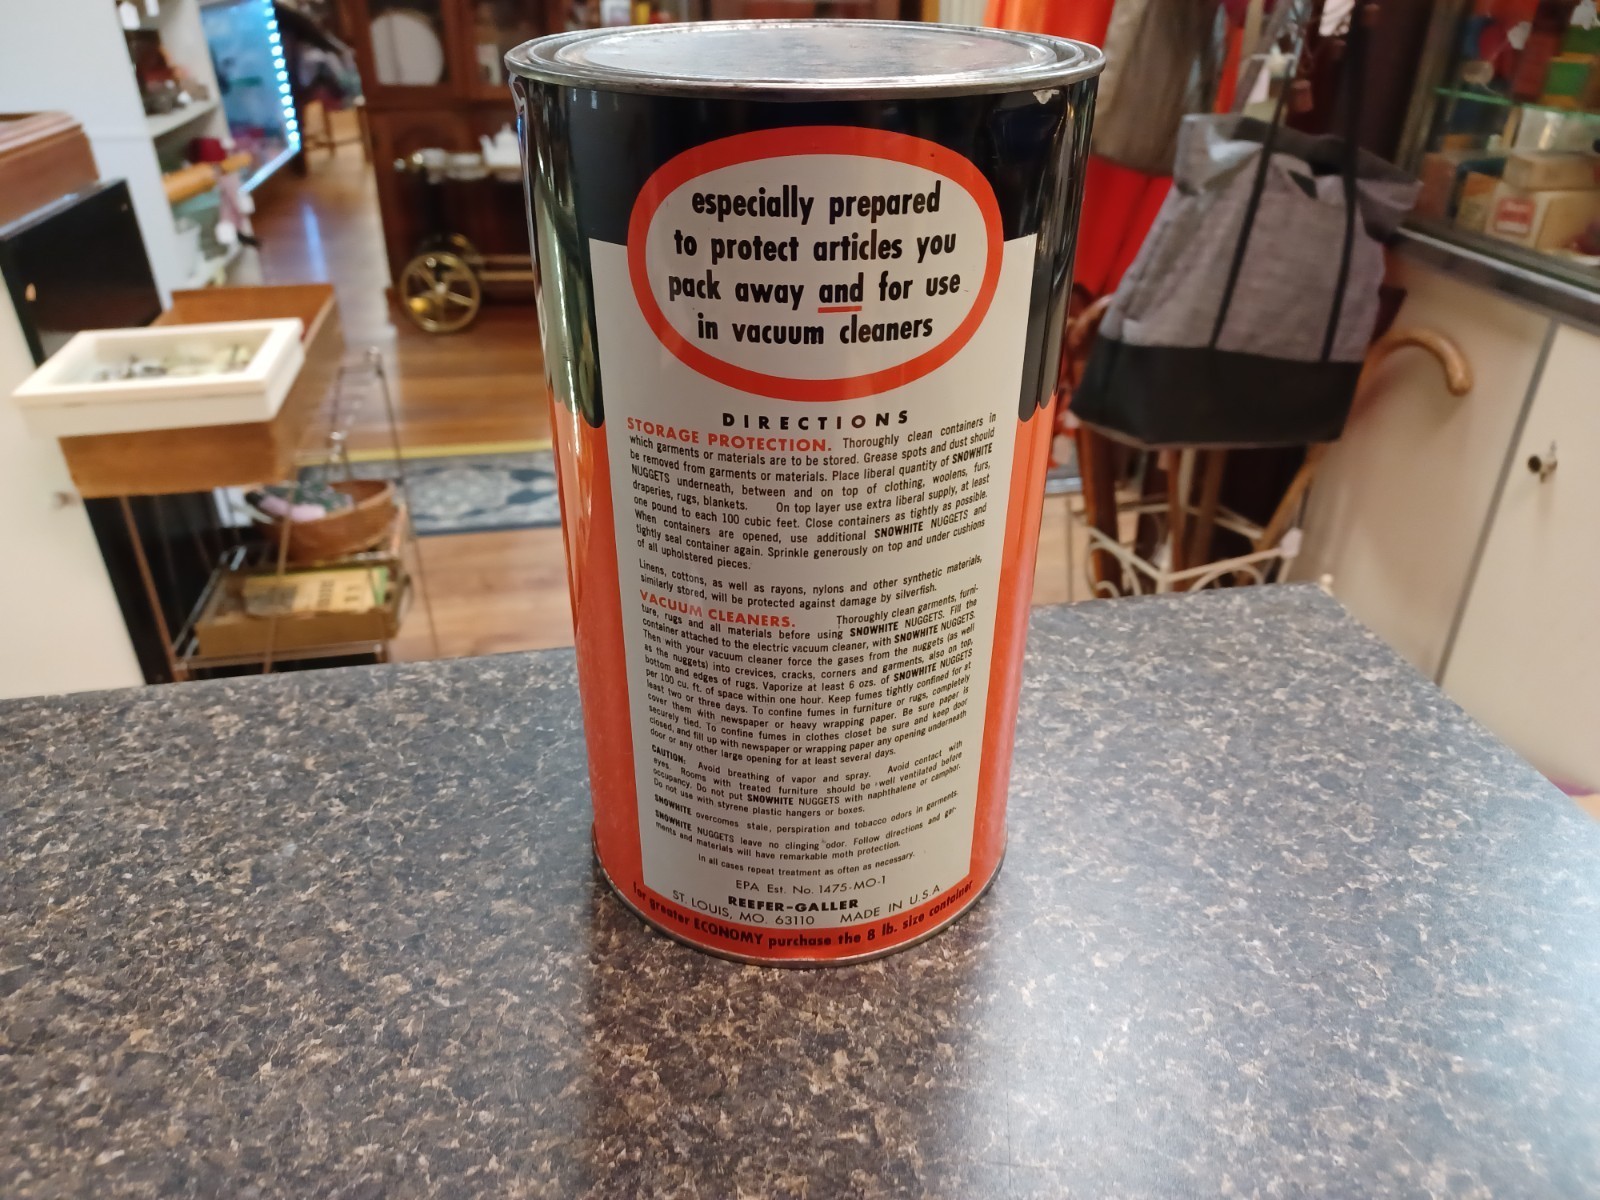 especially prepared
to protect articles you
pack away and for use
in vacuum cleaners
DIRECTIONS
STORAGE PROTECTION. Thoroughly clean containers in
which garments or materials are to be stored. Grease spots and dust should
be removed from garments or materials. Place liberal quantity of SNOWHITE
NUGGETS underneath, between and on top of clothing, woolens, furs,
draperies, rugs, blankets. On top layer use extra liberal supply, at least
one pound to each 100 cubic feet. Close containers as tightly as possible.
When containers are opened, use additional SNOWHITE NUGGETS and
tightly seal container again. Sprinkle generously on top and under cushions
of all upholstered pieces.
Linens, cottons, as well as rayons, nylons and other synthetic materials,
similarly stored, will be protected against damage by silverfish.
VACUUM CLEANERS. Thoroughly clean garments, furni-
ture, rugs and all materials before using SNOWHITE NUGGETS. Fill the
container attached to the electric vacuum cleaner, with SNOWHITE NUGGETS.
Then with your vacuum cleaner force the gases from the nuggets (as well
as the nuggets) into crevices, cracks, corners and garments, also on top,
bottom and edges of rugs. Vaporize at least 6 ozs. of SNOWHITE NUGGETS
per 100 cu. ft. of space within one hour. Keep fumes tightly confined for at
least two or three days. To confine fumes in furniture or rugs, completely
cover them with newspaper or heavy wrapping paper. Be sure paper is
securely tied. To confine fumes in clothes closet be sure and keep door
closed, and fill up with newspaper or wrapping paper any opening underneath
door or any other large opening for at least several days.
CAUTION: Avoid breathing of vapor and spray. Avoid contact with
eyes. Rooms with treated furniture should be well ventilated before
occupancy. Do not put SNOWHITE NUGGETS with naphthalene or camphor.
Do not use with styrene plastic hangers or boxes.
SNOWHITE overcomes stale, perspiration and tobacco odors in garments.
SNOWHITE NUGGETS leave no clinging odor. Follow directions and gar-
ments and materials will have remarkable moth protection.
In all cases repeat treatment as often as necessary.
EPA Est. No. 1475-MO-1
REEFER-GALLER
ST. LOUIS, MO. 63110 MADE IN U.S.A.
for greater ECONOMY purchase the 8 lb. size container